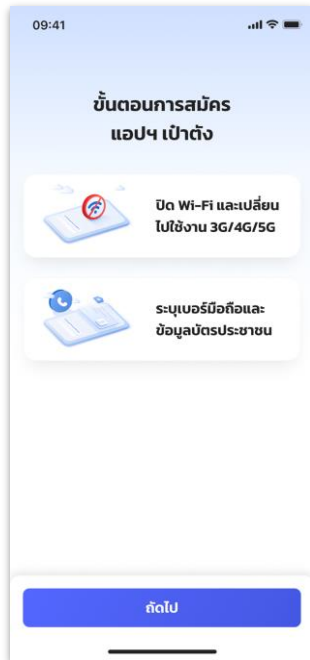 09:41
ขั้นตอนการสมัคร
แอปฯ เป๋าตัง
ปิด Wi-Fi และเปลี่ยน
ไปใช้งาน 3G/4G/5G
ระบุเบอร์มือถือและ
ข้อมูลบัตรประชาชน
ถัดไป